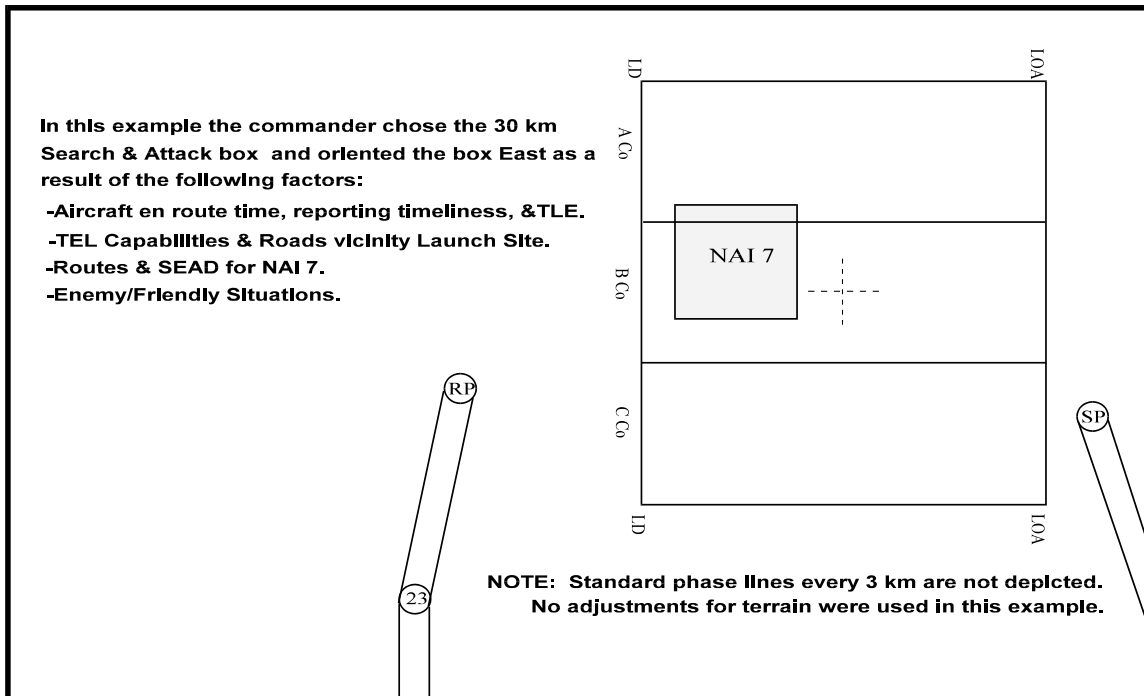 LD
LOA
In this example the commander chose the 30 km
Search & Attack box and oriented the box East as a
result of the following factors:
-Aircraft en route time, reporting timeliness, &TLE.
-TEL Capabilities & Roads vicinity Launch Site.
-Routes & SEAD for NAI 7.
-Enemy/Friendly Situations.
A Co
NAI 7
B Co
RP
C Co
SP
LD
LOA
NOTE: Standard phase lines every 3 km are not depicted.
No adjustments for terrain were used in this example.
23